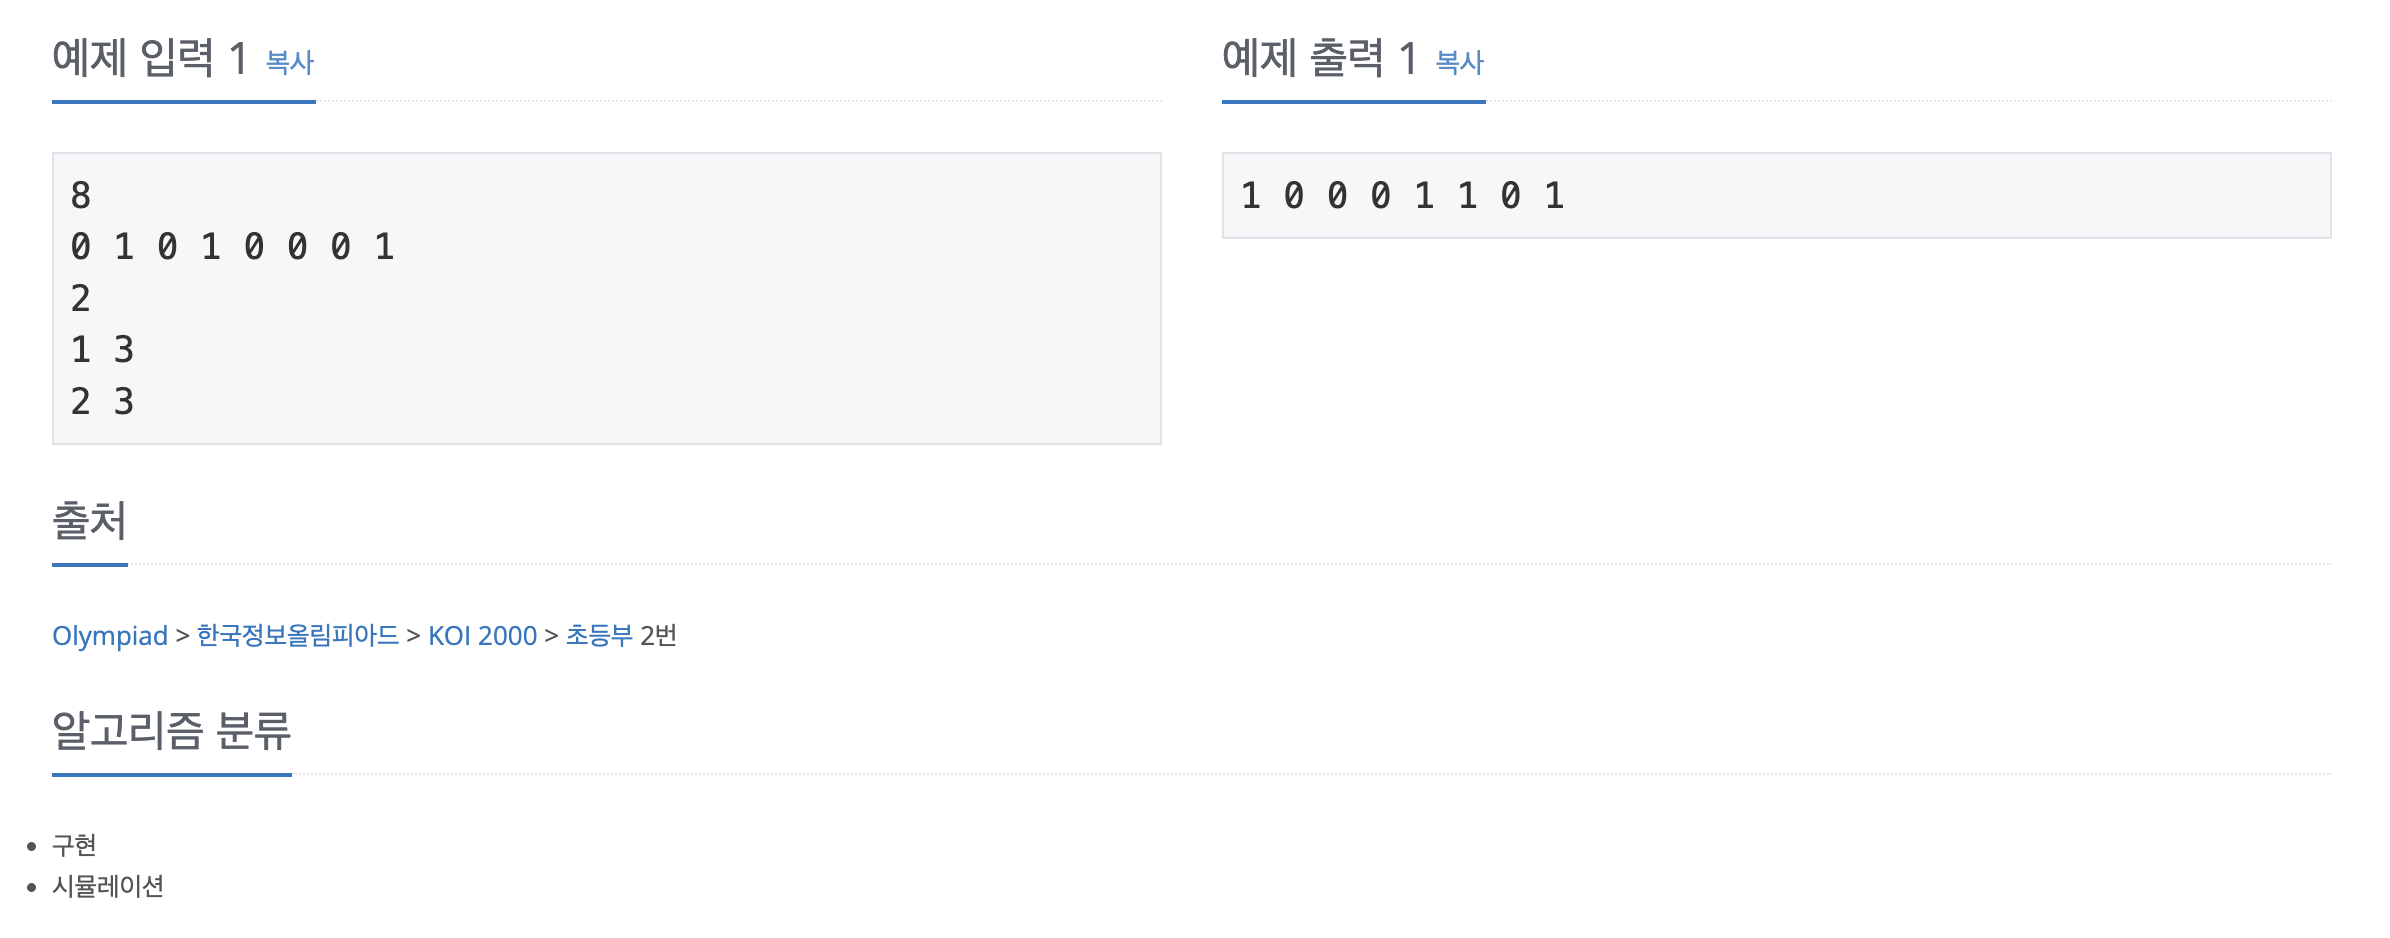 예제 입력 1 복사
8
0 1 0 1 0 0 0 1
2
1 3
2 3
예제 출력 1 복사
1 0 0 0 1 1 0 1
출처
Olympiad > 한국정보올림피아드 > KOI 2000 > 초등부 2번
알고리즘 분류
구현
시뮬레이션